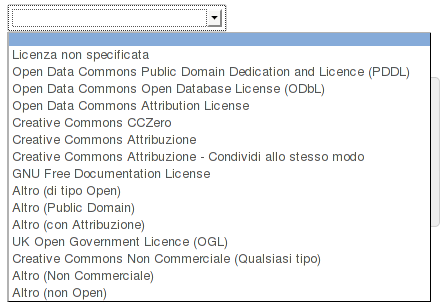 Licenza non specificata
Open Data Commons Public Domain Dedication and Licence (PDDL)
Open Data Commons Open Database License (ODbL)
Open Data Commons Attribution License
Creative Commons CCZero
Creative Commons Attribuzione
Creative Commons Attribuzione - Condividi allo stesso modo
GNU Free Documentation License
Altro (di tipo Open)
Altro (Public Domain)
Altro (con Attribuzione)
UK Open Government Licence (OGL)
Creative Commons Non Commerciale (Qualsiasi tipo)
Altro (Non Commerciale)
Altro (non Open)